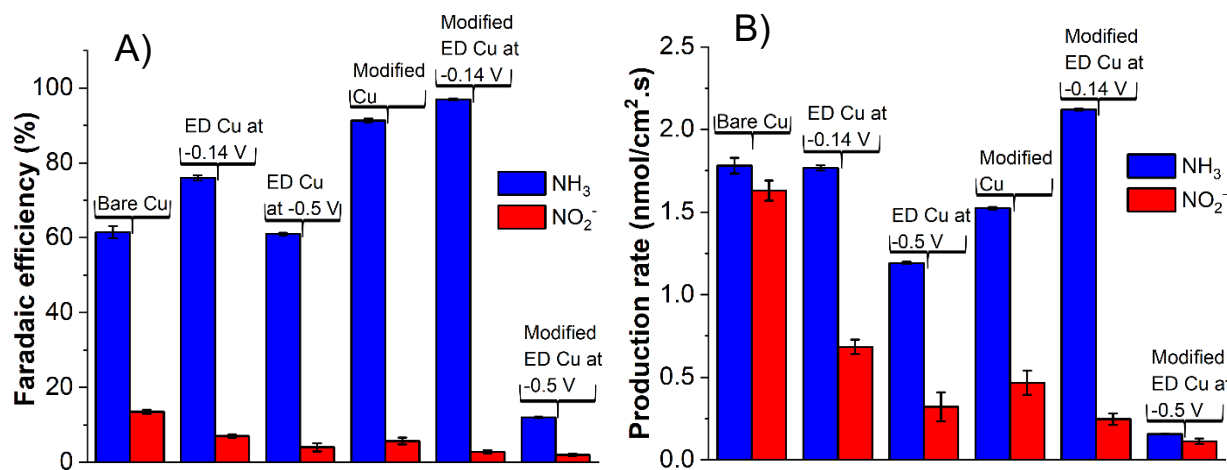 A)
Faradaic efficiency (%)
100
80
60
40
20
0
Bare Cu
ED Cu at
-0.14 V
ED Cu
at -0.5 V
Modified
Cu
Modified
ED Cu at
-0.14 V
Modified
ED Cu at
-0.5 V
NH₃
NO₂⁻
B)
Production rate (nmol/cm².s)
2.5
2.0
1.5
1.0
0.5
0.0
Bare Cu
ED Cu at
-0.14 V
ED Cu at
-0.5 V
Modified
Cu
Modified
ED Cu at
-0.14 V
Modified
ED Cu at
-0.5 V
NH₃
NO₂⁻